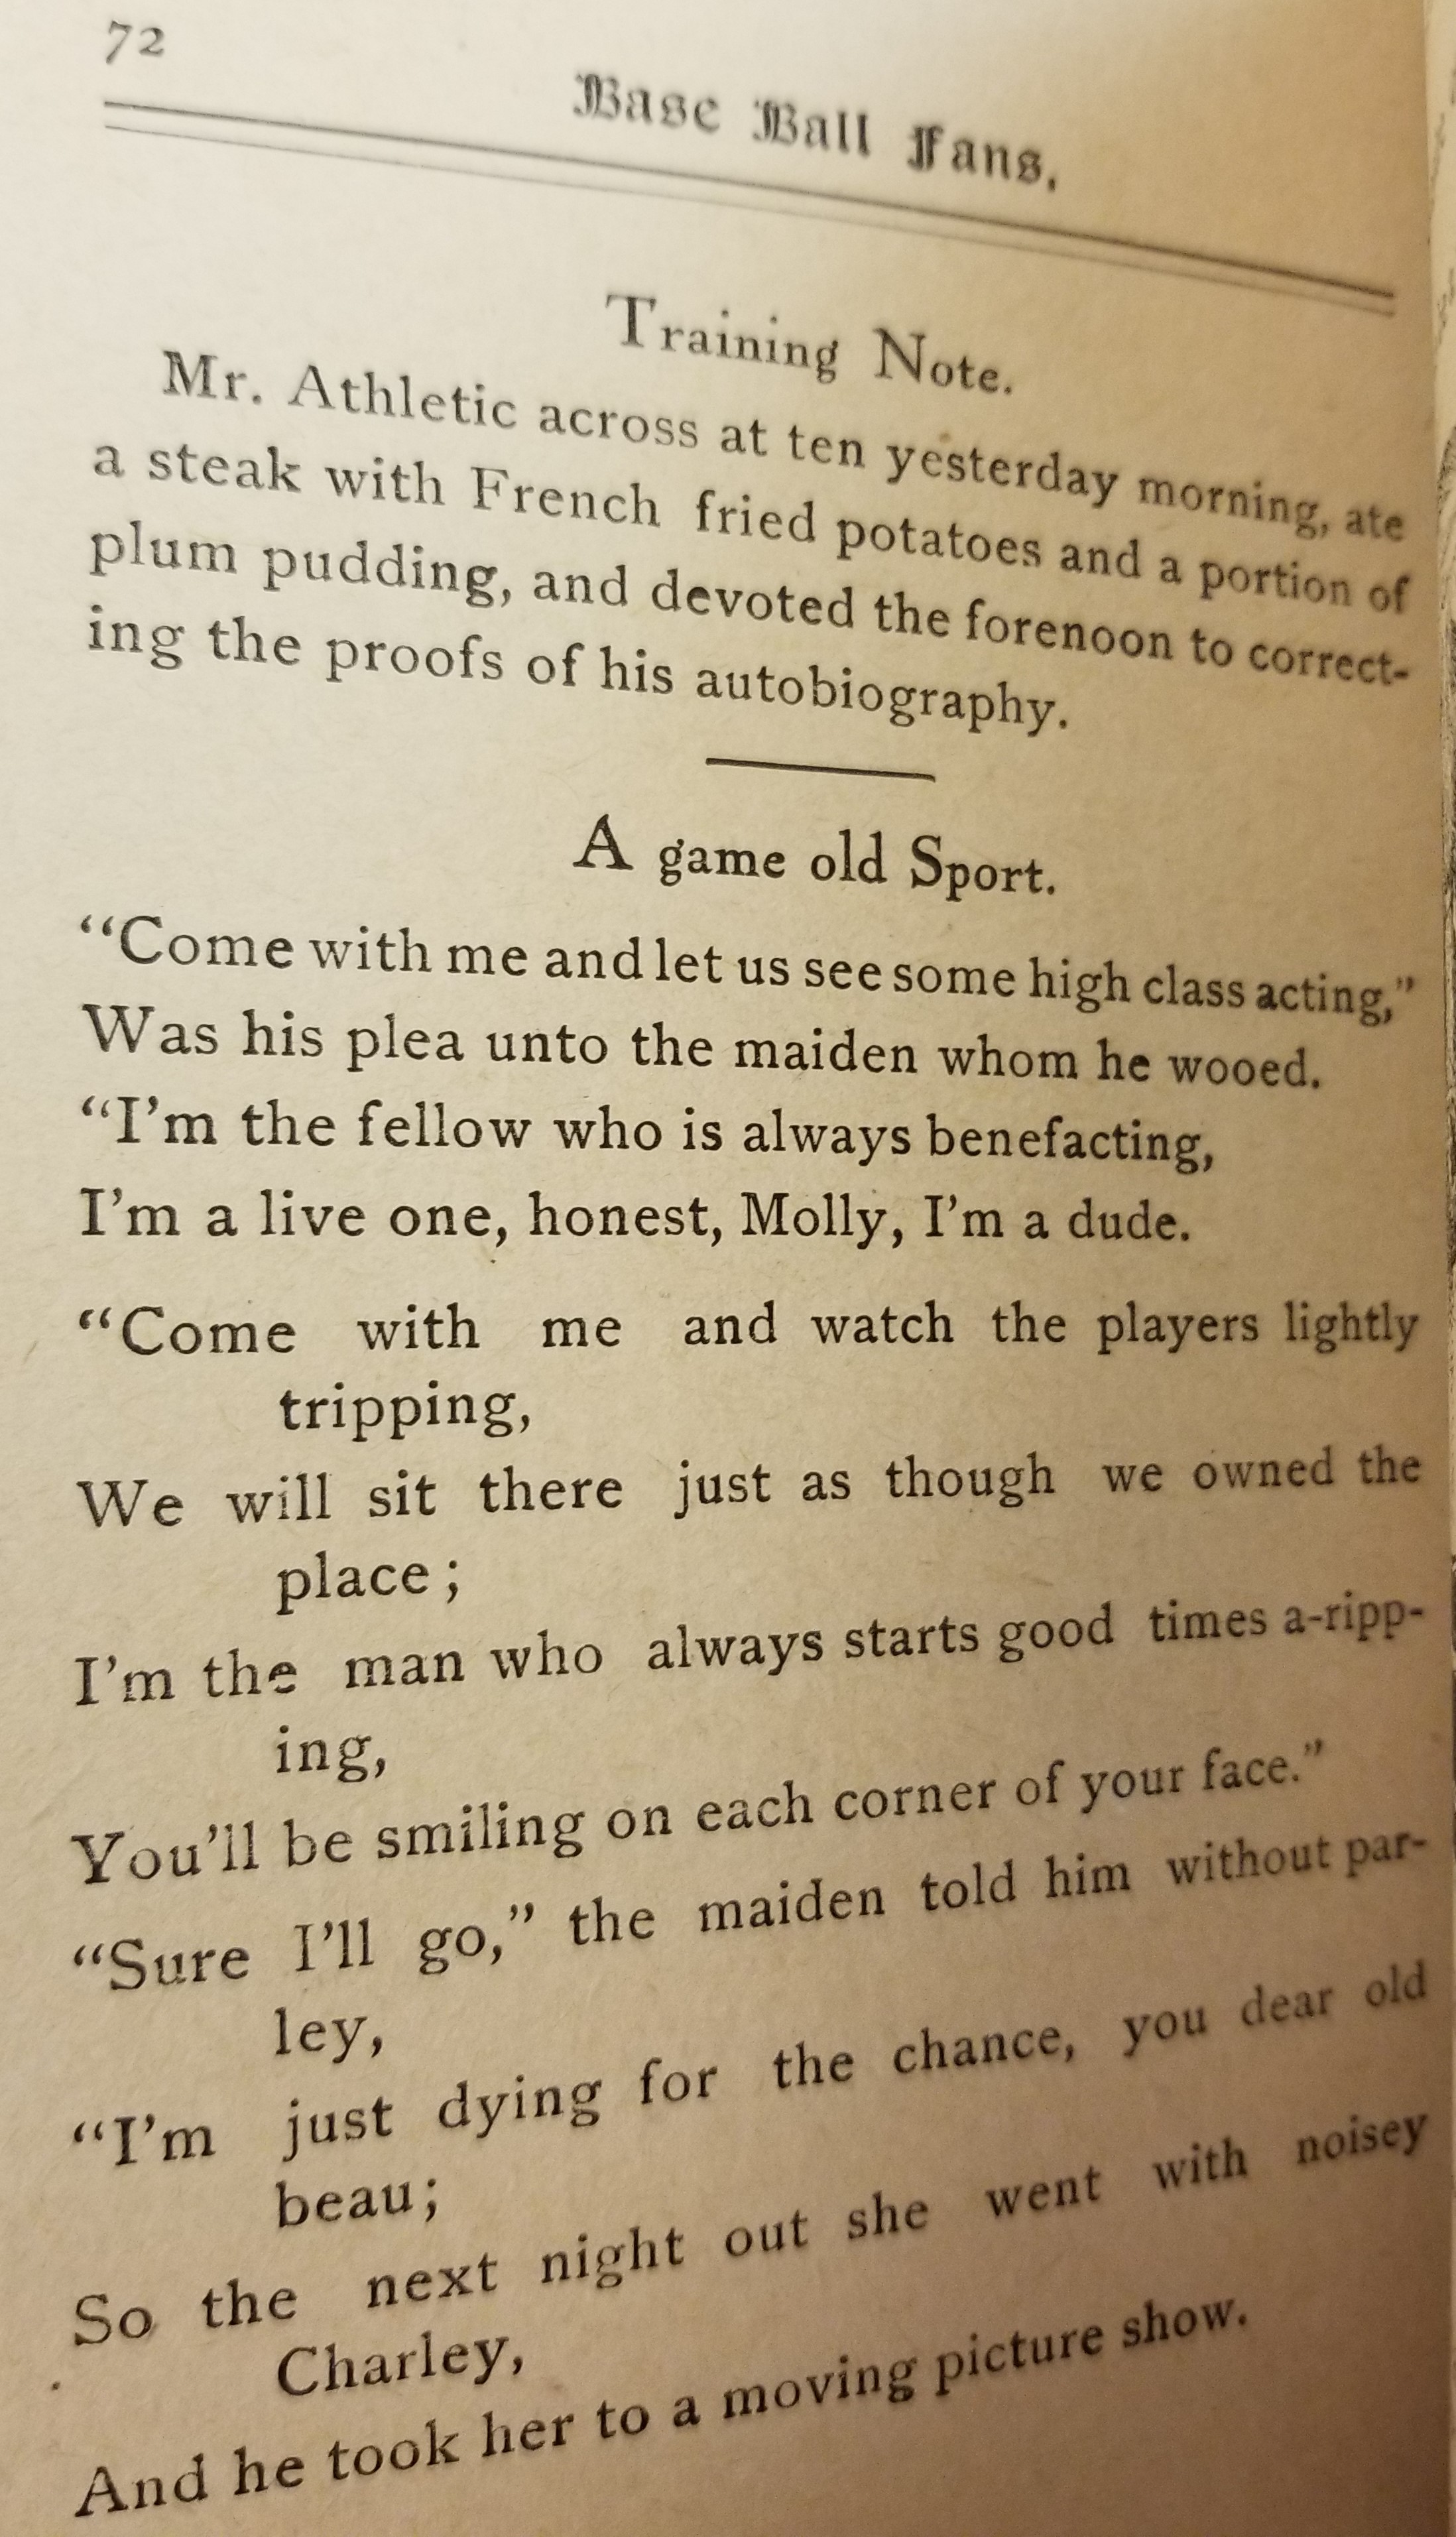 72
Base Ball Fans,
Training Note.
Mr. Athletic across at ten yesterday morning, ate
a steak with French fried potatoes and a portion of
plum pudding, and devoted the forenoon to correct-
ing the proofs of his autobiography.
A game old Sport.
“Come with me and let us see some high class acting,”
Was his plea unto the maiden whom he wooed.
“I’m the fellow who is always benefacting,
I’m a live one, honest, Molly, I’m a dude.
“Come with me and watch the players lightly
tripping,
We will sit there just as though we owned the
place;
I’m the man who always starts good times a-ripp-
ing,
You’ll be smiling on each corner of your face.”
“Sure I’ll go,” the maiden told him without par-
ley,
“I’m just dying for the chance, you dear old
beau;
So the next night out she went with noisey
Charley,
And he took her to a moving picture show.